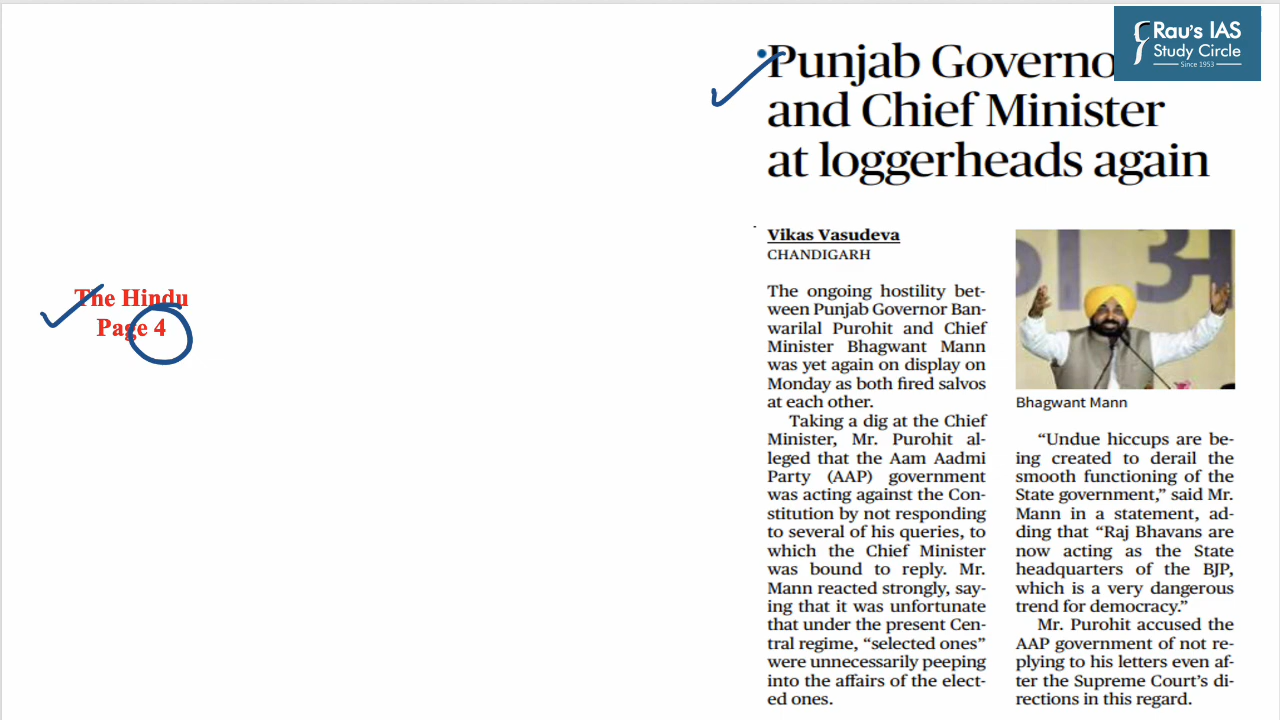 Rau's IAS
Study Circle
Since 1953
Punjab Governo
and Chief Minister
at loggerheads again
The Hindu
Page 4
Vikas Vasudeva
CHANDIGARH
The ongoing hostility bet-
ween Punjab Governor Ban-
warilal Purohit and Chief
Minister Bhagwant Mann
was yet again on display on
Monday as both fired salvos
at each other.
Taking a dig at the Chief
Minister, Mr. Purohit al-
leged that the Aam Aadmi
Party (AAP) government
was acting against the Con-
stitution by not responding
to several of his queries, to
which the Chief Minister
was bound to reply. Mr.
Mann reacted strongly, say-
ing that it was unfortunate
that under the present Cen-
tral regime, “selected ones”
were unnecessarily peeping
into the affairs of the elect-
ed ones.
Bhagwant Mann
“Undue hiccups are be-
ing created to derail the
smooth functioning of the
State government,” said Mr.
Mann in a statement, ad-
ding that “Raj Bhavans are
now acting as the State
headquarters of the BJP,
which is a very dangerous
trend for democracy.”
Mr. Purohit accused the
AAP government of not re-
plying to his letters even af-
ter the Supreme Court’s di-
rections in this regard.